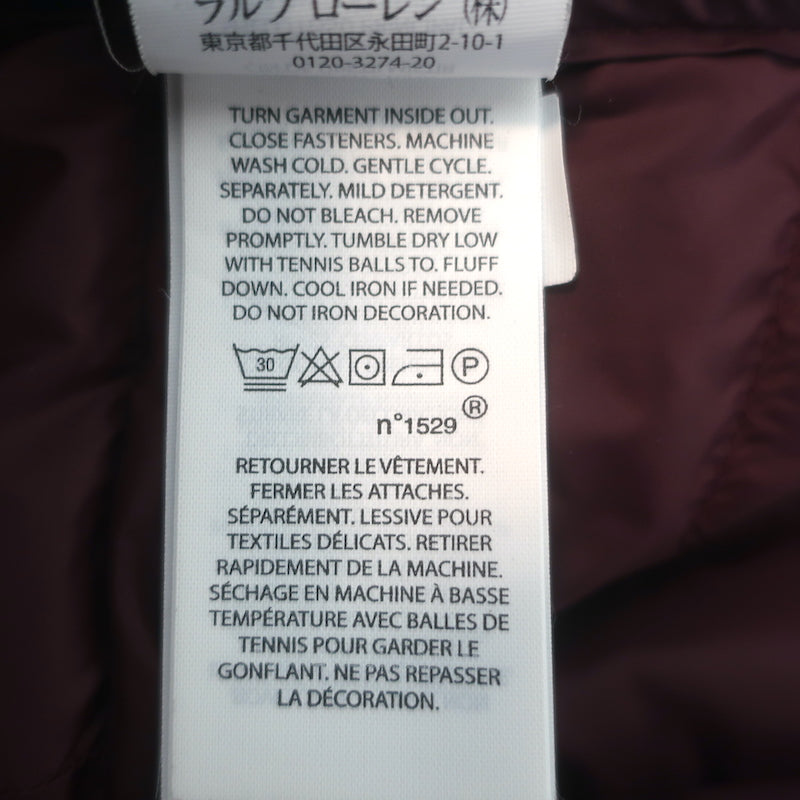 ラルフ ローレン (株)
東京都千代田区永田町2-10-1
0120-3274-20
TURN GARMENT INSIDE OUT.
CLOSE FASTENERS. MACHINE
WASH COLD. GENTLE CYCLE.
SEPARATELY. MILD DETERGENT.
DO NOT BLEACH. REMOVE
PROMPTLY. TUMBLE DRY LOW
WITH TENNIS BALLS TO. FLUFF
DOWN. COOL IRON IF NEEDED.
DO NOT IRON DECORATION.
30 P
n°1529 ®
RETOURNER LE VÊTEMENT.
FERMER LES ATTACHES.
SÉPARÉMENT. LESSIVE POUR
TEXTILES DÉLICATS. RETIRER
RAPIDEMENT DE LA MACHINE.
SÉCHAGE EN MACHINE À BASSE
TEMPÉRATURE AVEC BALLES DE
TENNIS POUR GARDER LE
GONFLANT. NE PAS REPASSER
LA DÉCORATION.